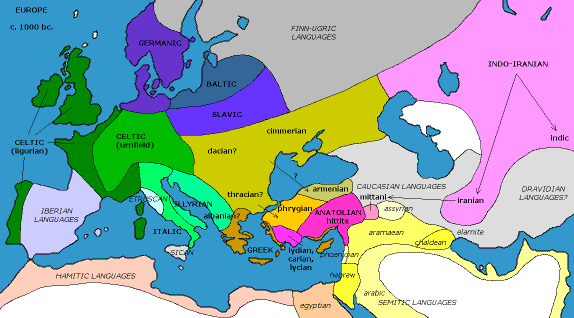 EUROPE
c. 1000 bc.
FINN-UGRIC
LANGUAGES
GERMANIC
INDO-IRANIAN
BALTIC
SLAVIC
CELTIC
(urnfield)
cimmerian
indic
CELTIC
(ligurian)
dacian?
?
armenian
CAUCASIAN LANGUAGES
DRAVIDIAN
LANGUAGES?
IBERIAN
LANGUAGES
ETRUSCAN
ILLYRIAN
thracian?
mittani
iranian
albanian?
phrygian
ANATOLIAN
hittite
assyrian
ITALIC
GREEK
aramaean
elamite
SICAN
lydian,
carian,
lycian
phoenician
chaldean
HAMITIC LANGUAGES
hebrew
egyptian
arabic
SEMITIC LANGUAGES